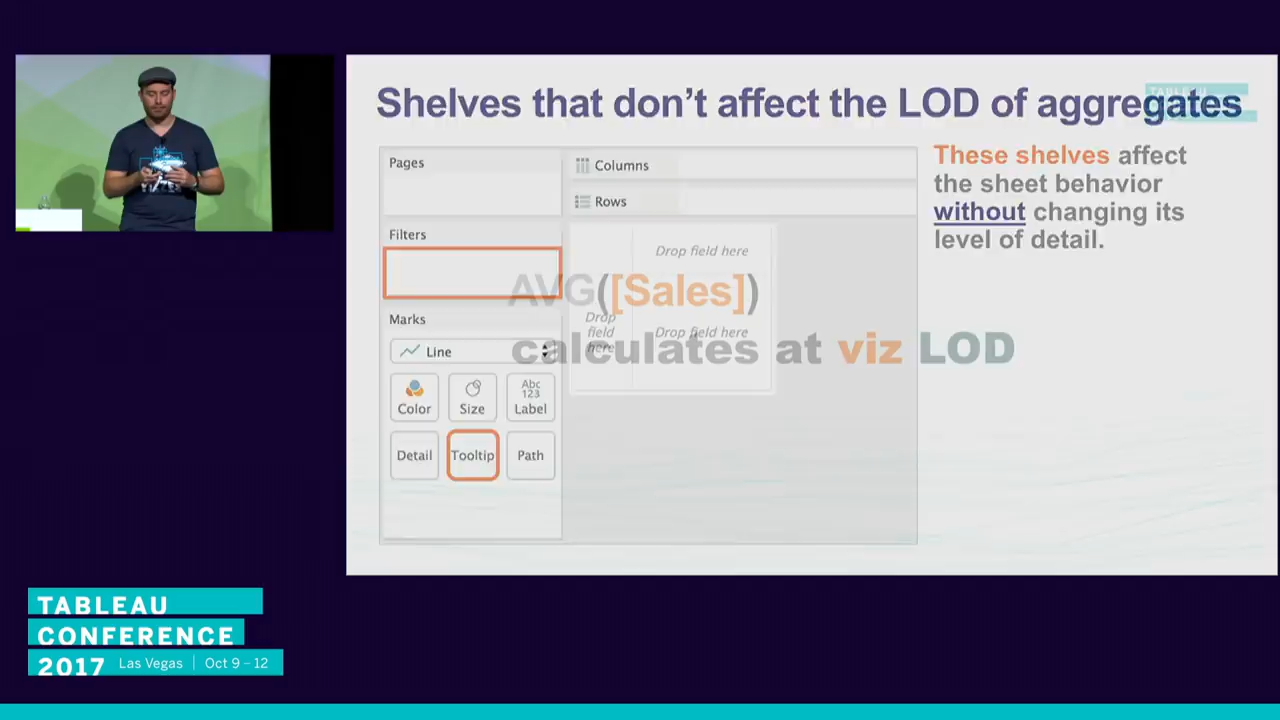 Shelves that don't affect the LOD of aggregates
TABLEAU
These shelves affect
the sheet behavior
without changing its
level of detail.
Pages
Columns
Rows
Filters
Drop field here
AVG([Sales])
Drop
field
here
Drop field here
calculates at viz LOD
Marks
Line
Color
Size
Abc
123
Label
Detail
Tooltip
Path
TABLEAU
CONFERENCE
2017 Las Vegas | Oct 9 – 12